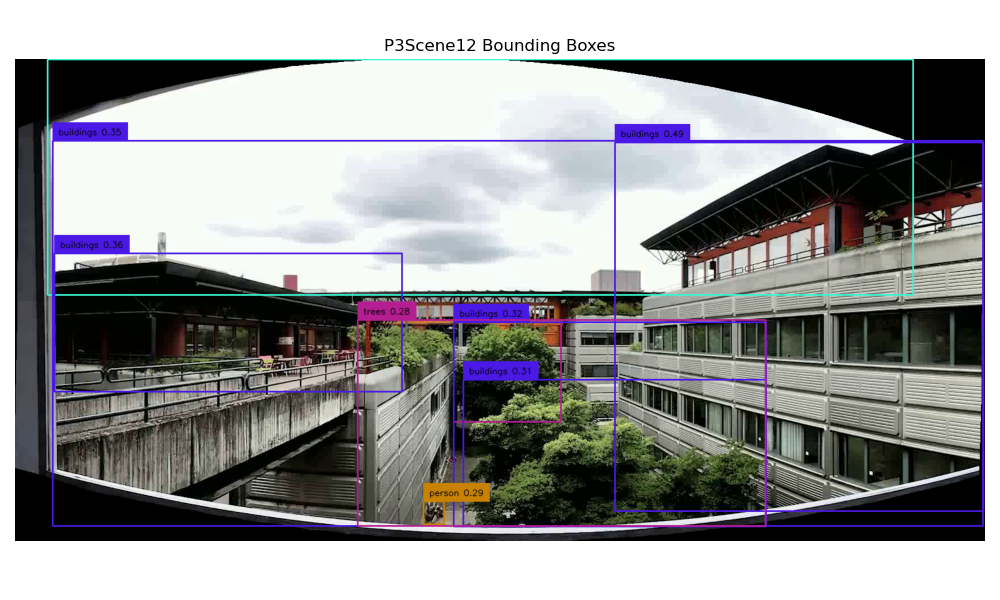 P3Scene12 Bounding Boxes
buildings 0.35
buildings 0.49
buildings 0.36
trees 0.28
buildings 0.32
buildings 0.31
person 0.29